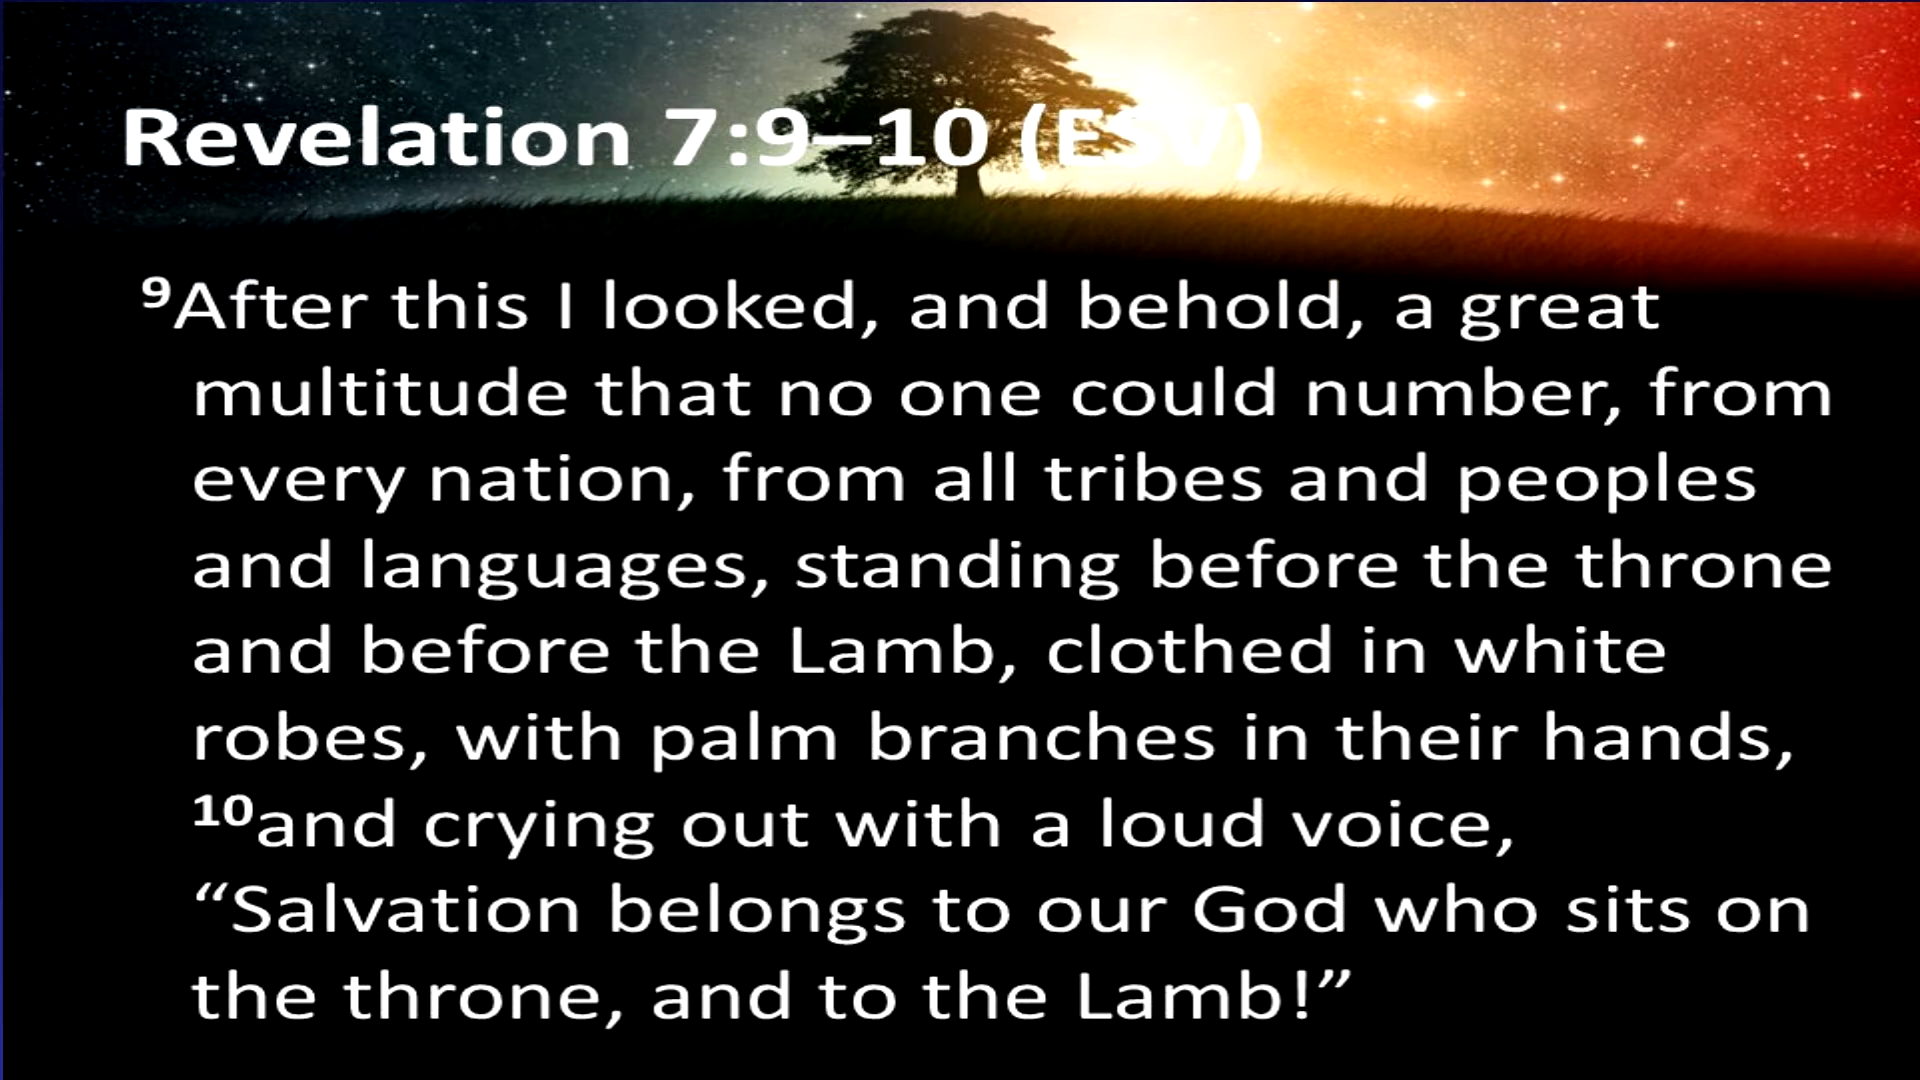 Revelation 7:9–10 (ESV)
⁹After this I looked, and behold, a great
multitude that no one could number, from
every nation, from all tribes and peoples
and languages, standing before the throne
and before the Lamb, clothed in white
robes, with palm branches in their hands,
¹⁰and crying out with a loud voice,
“Salvation belongs to our God who sits on
the throne, and to the Lamb!”